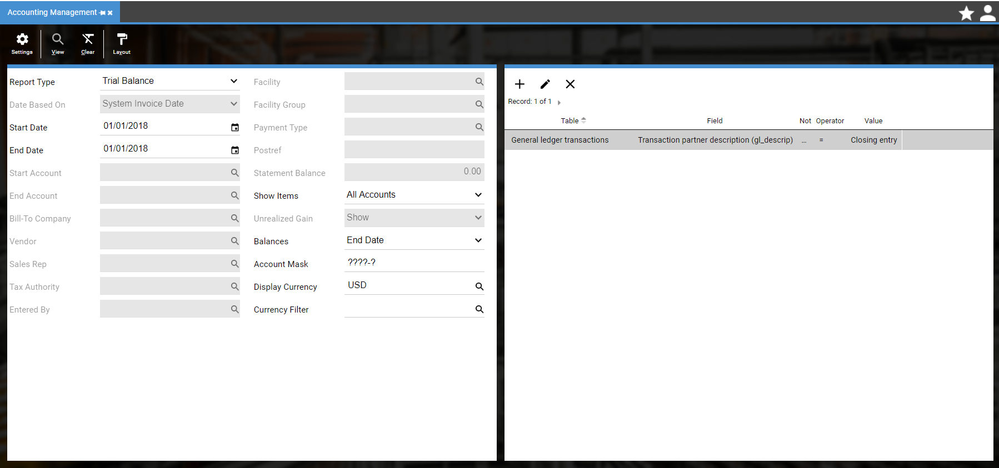 Accounting Management
Settings
View
Clear
Layout
Report Type Trial Balance
Date Based On System Invoice Date
Start Date 01/01/2018
End Date 01/01/2018
Start Account
End Account
Bill-To Company
Vendor
Sales Rep
Tax Authority
Entered By
Facility
Facility Group
Payment Type
Postref
Statement Balance 0.00
Show Items All Accounts
Unrealized Gain Show
Balances End Date
Account Mask ????-?
Display Currency USD
Currency Filter
Record: 1 of 1
Table Field Not Operator Value
General ledger transactions Transaction partner description (gl_descrip) ... = Closing entry